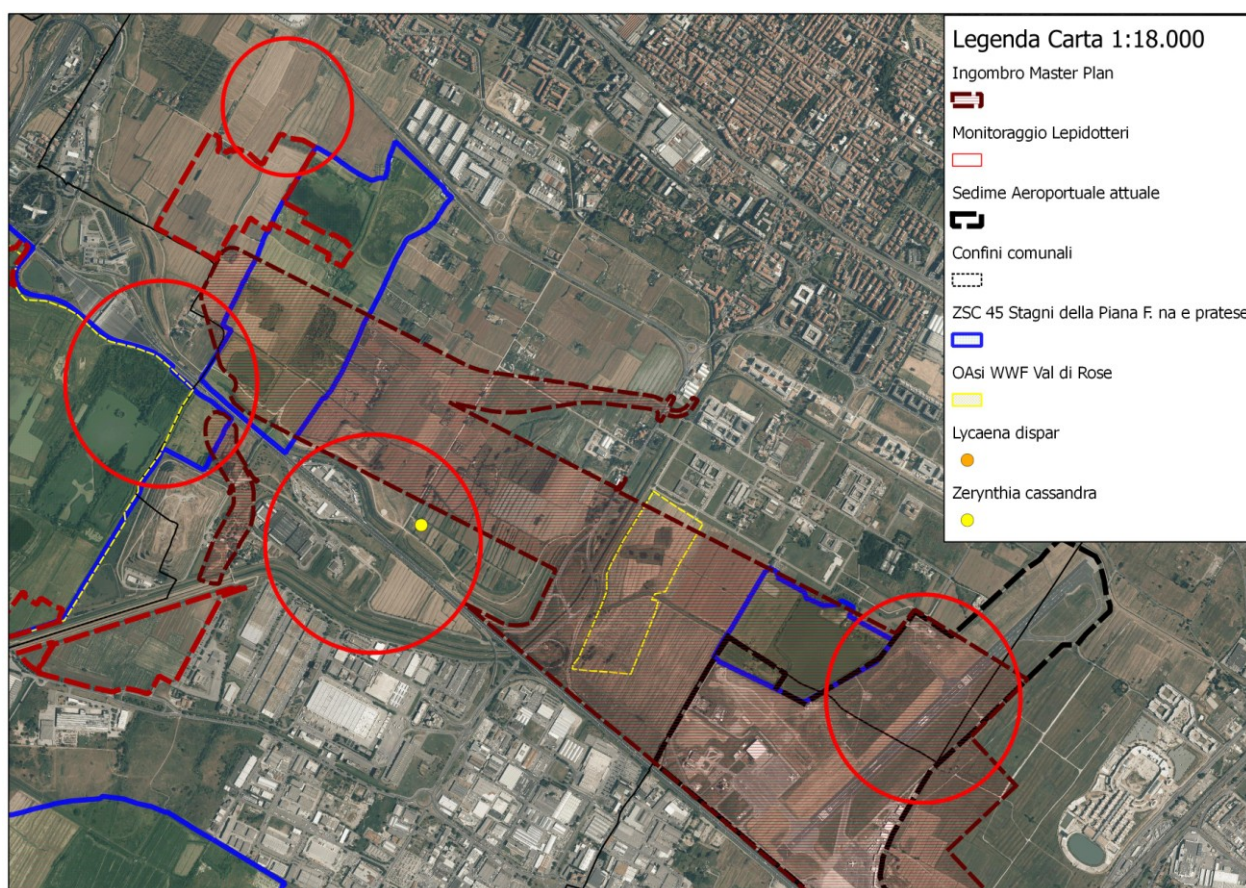 Legenda Carta 1:18.000
Ingombro Master Plan
Monitoraggio Lepidotteri
Sedime Aeroportuale attuale
Confini comunali
ZSC 45 Stagni della Piana F. na e pratese
OAsi WWF Val di Rose
Lycaena dispar
Zerynthia cassandra